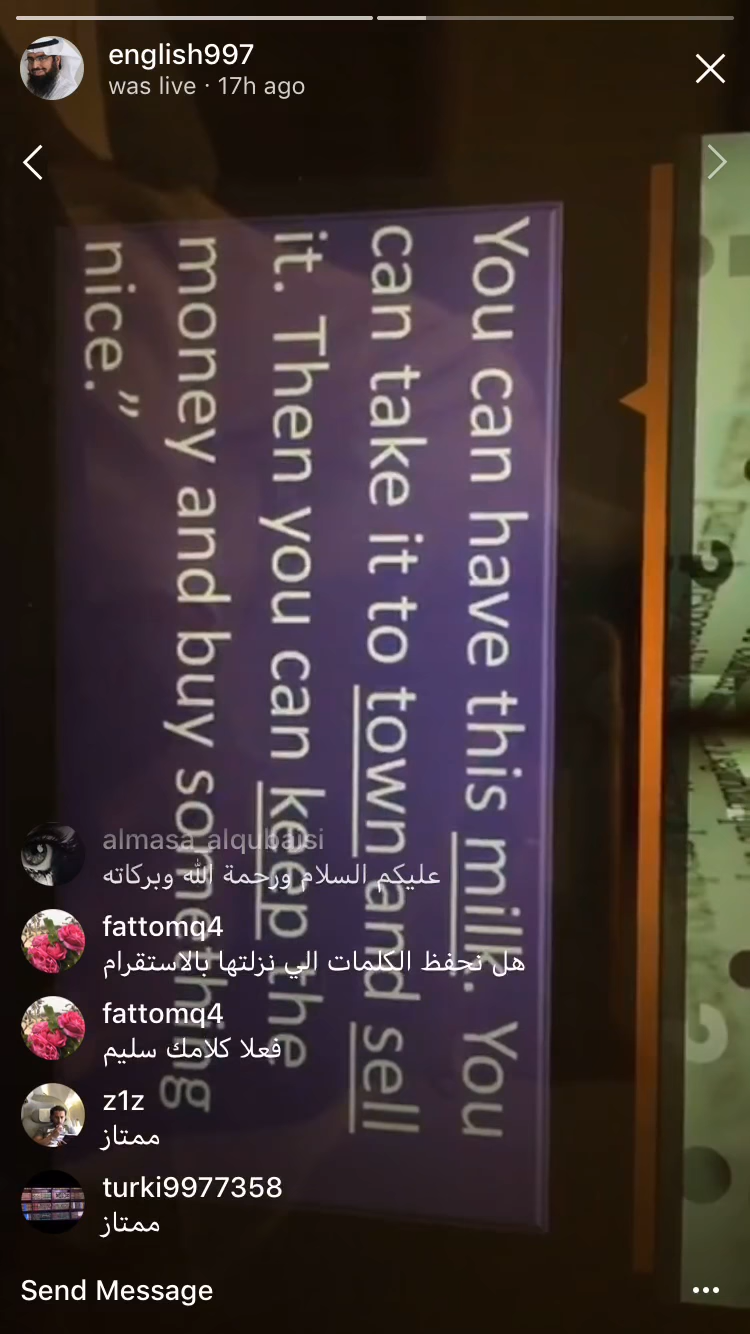 english997
was live · 17h ago
You can have this milk. You
can take it to town and sell
it. Then you can keep the
money and buy something
nice.”
almasa_alqubaisi
عليكم السلام ورحمة الله وبركاته
fattomq4
هل نحفظ الكلمات الي نزلتها بالاستقرام
fattomq4
فعلا كلامك سليم
z1z
ممتاز
turki9977358
ممتاز
Send Message